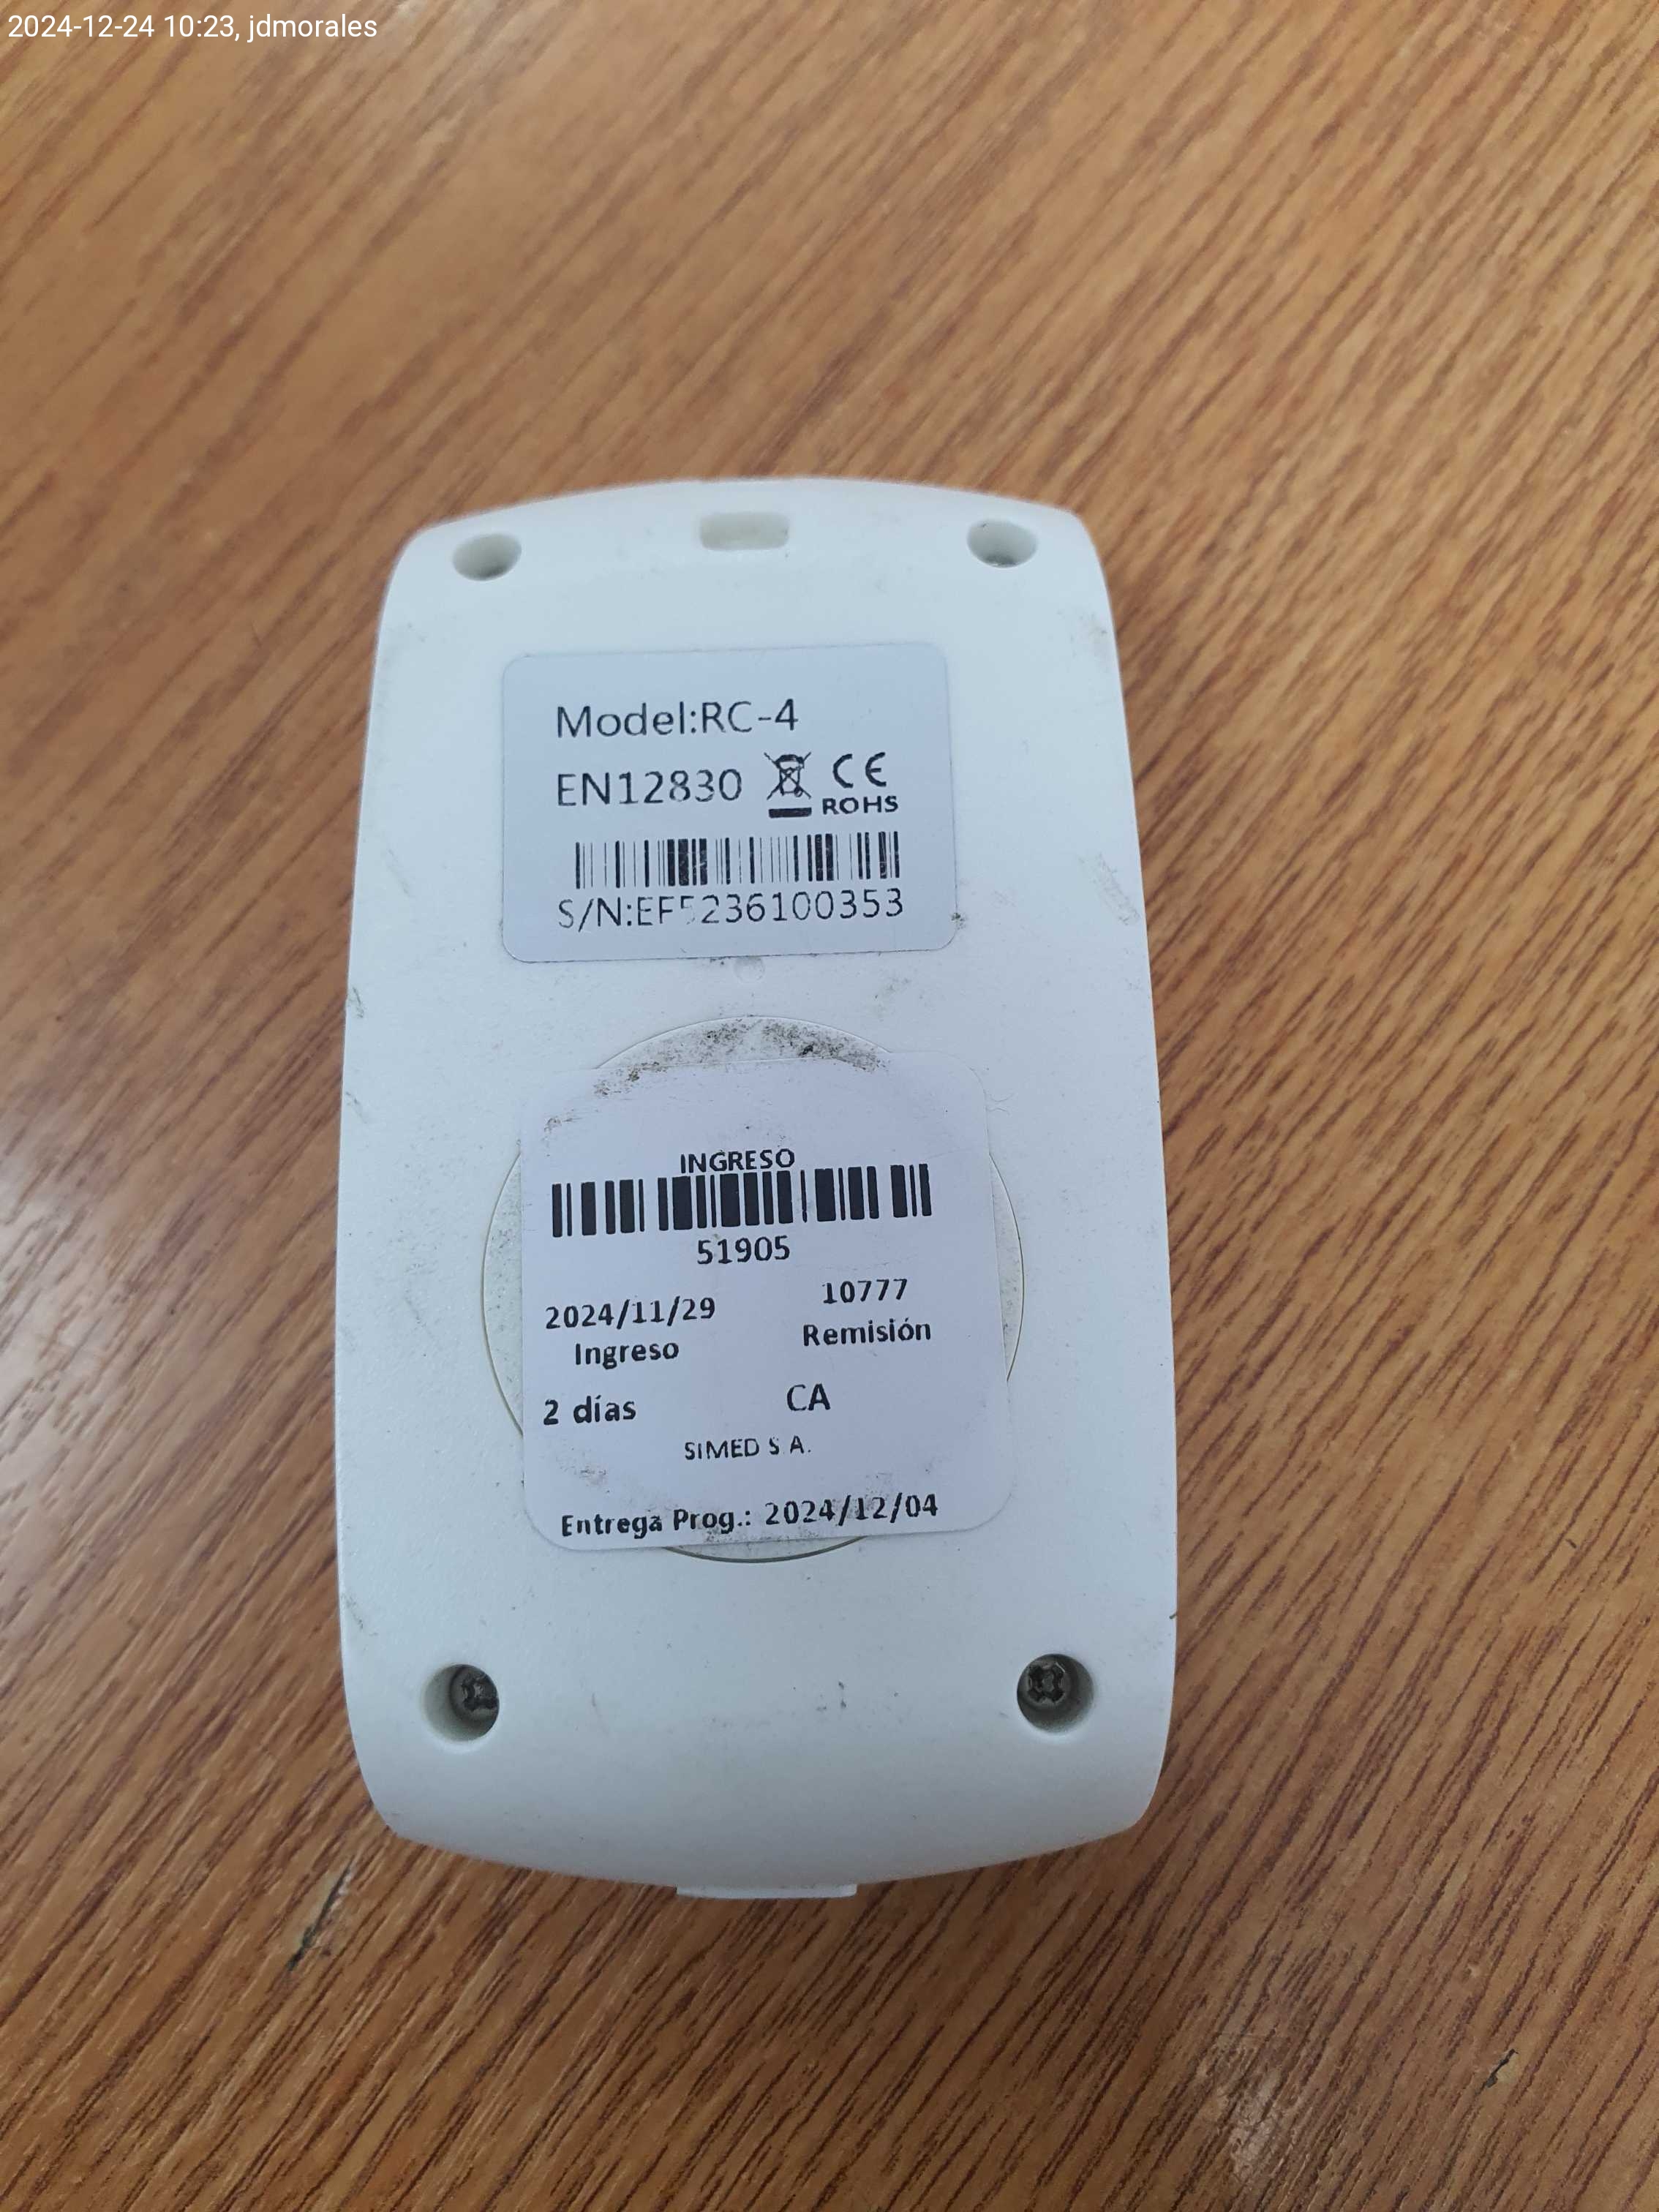 2024-12-24 10:23, jdmorales
Model:RC-4
EN12830 CE
ROHS
S/N:EF5236100353
INGRESO
51905
2024/11/29 10777
Ingreso Remisión
2 días CA
SIMED S A.
Entrega Prog.: 2024/12/04